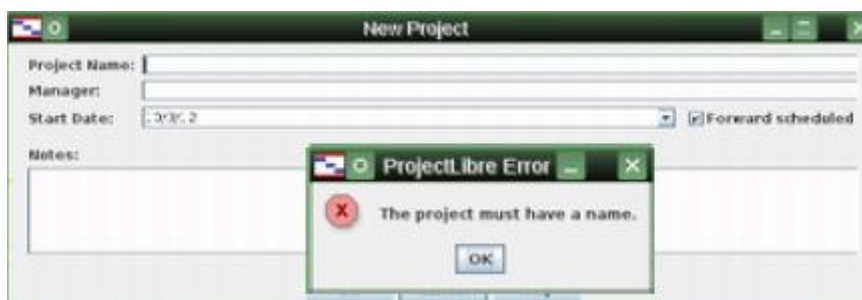 New Project
Project Name:
Manager:
Start Date: Forward scheduled
Notes:
ProjectLibre Error
The project must have a name.
OK